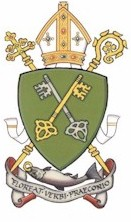 FLOREAT · VERBI · PRAECONIO